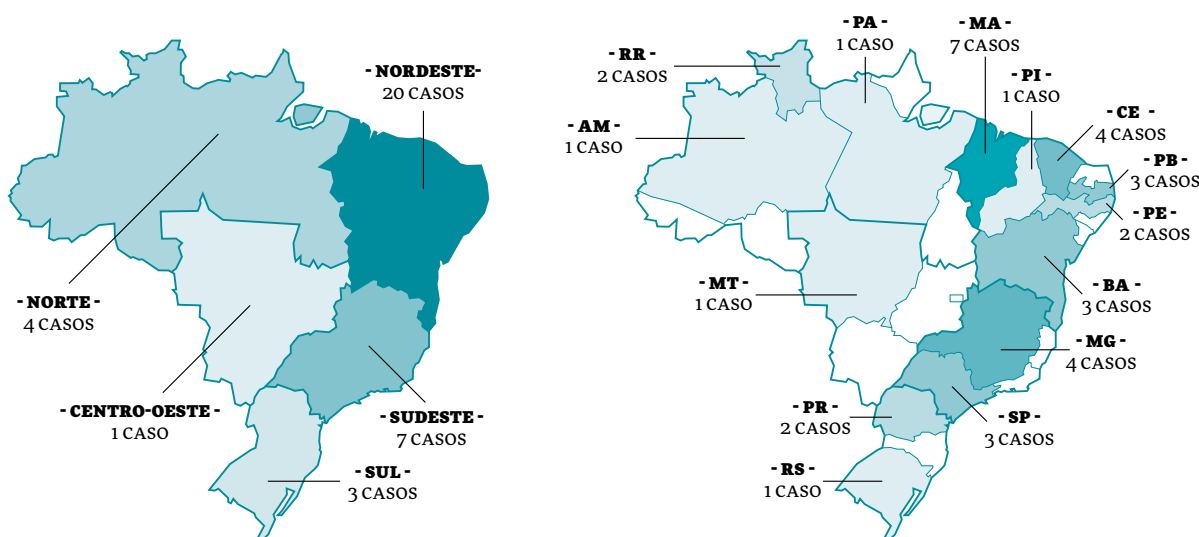 - NORDESTE-
20 CASOS
- NORTE -
4 CASOS
- CENTRO-OESTE -
1 CASO
- SUDESTE -
7 CASOS
- SUL -
3 CASOS
- PA -
1 CASO
- MA -
7 CASOS
- RR -
2 CASOS
- PI -
1 CASO
- CE -
4 CASOS
- AM -
1 CASO
- PB -
3 CASOS
- PE -
2 CASOS
- MT -
1 CASO
- BA -
3 CASOS
- MG -
4 CASOS
- PR -
2 CASOS
- SP -
3 CASOS
- RS -
1 CASO